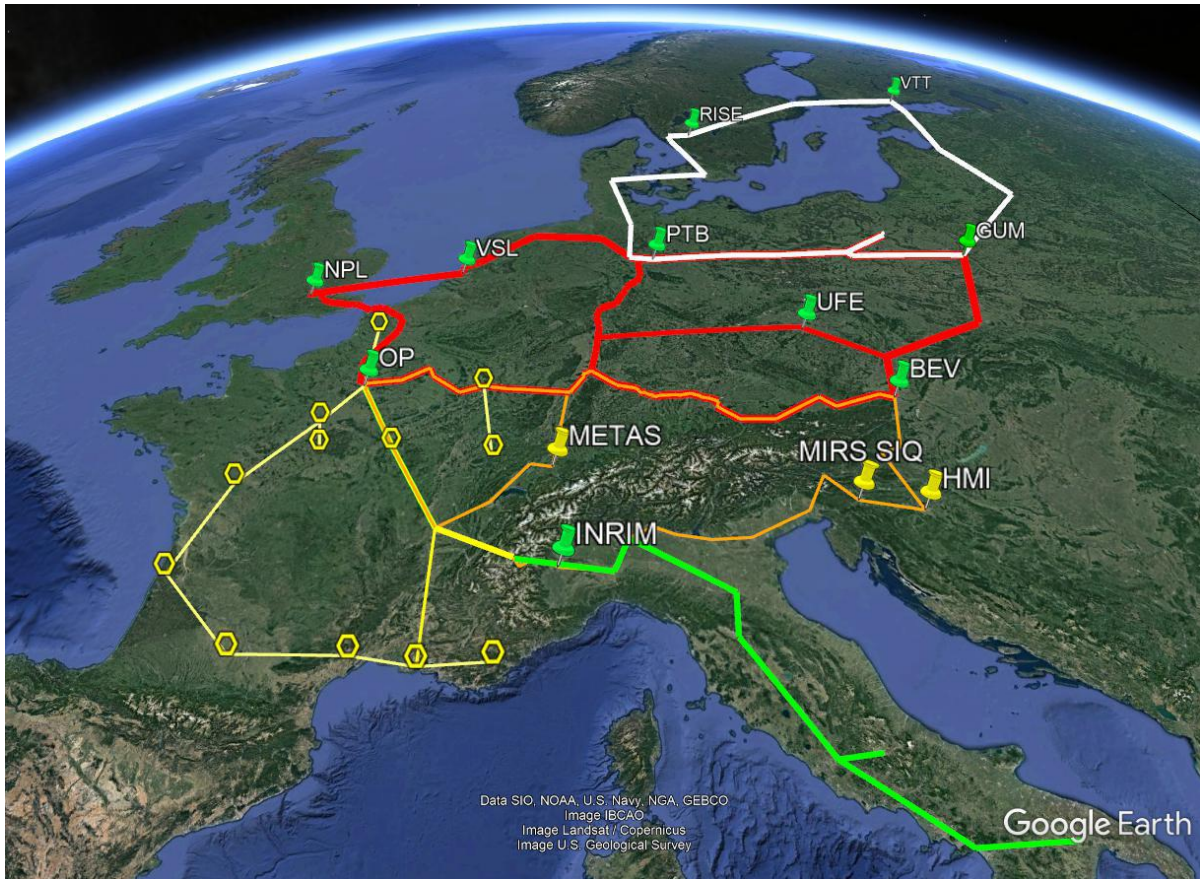 VTT
RISE
GUM
PTB
VSL
NPL
UFE
OP
BEV
METAS
MIRS SIQ
HMI
INRIM
Data SIO, NOAA, U.S. Navy, NGA, GEBCO
Image IBCAO
Image Landsat / Copernicus
Image U.S. Geological Survey
Google Earth